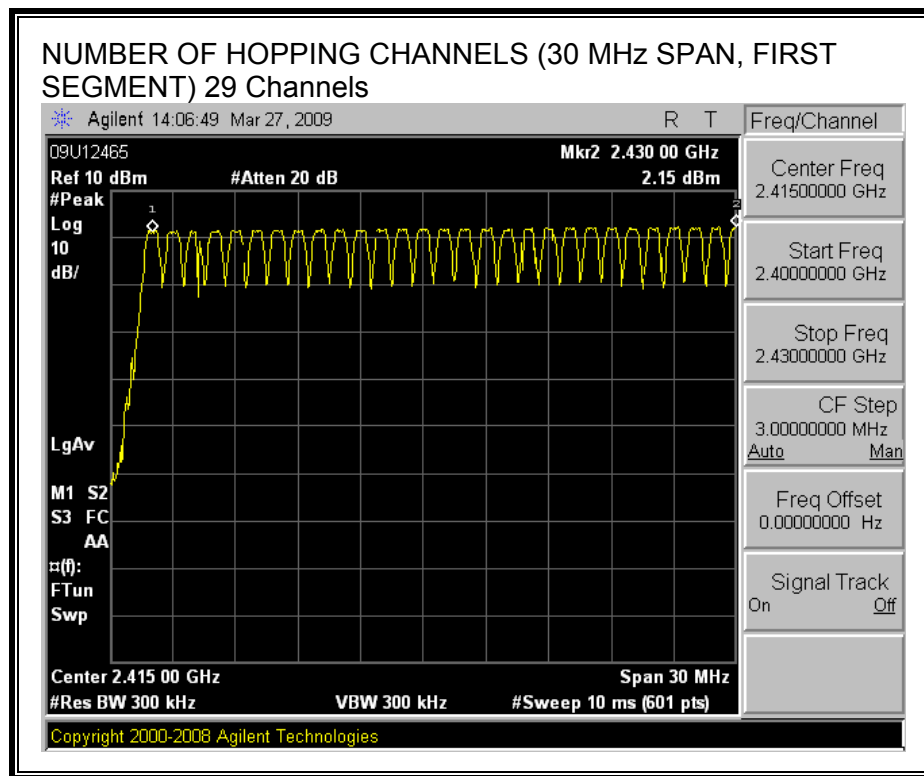 NUMBER OF HOPPING CHANNELS (30 MHz SPAN, FIRST
SEGMENT) 29 Channels
Agilent 14:06:49 Mar 27, 2009 R T Freq/Channel
09U12465 Mkr2 2.430 00 GHz
Ref 10 dBm #Atten 20 dB 2.15 dBm
#Peak
Log
10
dB/
1
2
LgAv
M1 S2
S3 FC
AA
¤(f):
FTun
Swp
Center 2.415 00 GHz Span 30 MHz
#Res BW 300 kHz VBW 300 kHz #Sweep 10 ms (601 pts)
Center Freq
2.41500000 GHz
Start Freq
2.40000000 GHz
Stop Freq
2.43000000 GHz
CF Step
3.00000000 MHz
Auto Man
Freq Offset
0.00000000 Hz
Signal Track
On Off
Copyright 2000-2008 Agilent Technologies